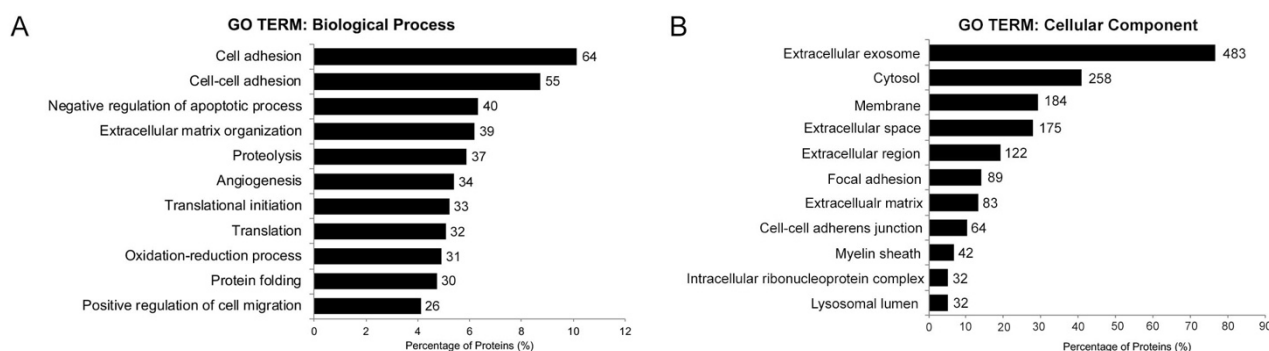 A
GO TERM: Biological Process
Cell adhesion 64
Cell-cell adhesion 55
Negative regulation of apoptotic process 40
Extracellular matrix organization 39
Proteolysis 37
Angiogenesis 34
Translational initiation 33
Translation 32
Oxidation-reduction process 31
Protein folding 30
Positive regulation of cell migration 26
0 2 4 6 8 10 12
Percentage of Proteins (%)
B
GO TERM: Cellular Component
Extracellular exosome 483
Cytosol 258
Membrane 184
Extracellular space 175
Extracellular region 122
Focal adhesion 89
Extracellualr matrix 83
Cell-cell adherens junction 64
Myelin sheath 42
Intracellular ribonucleoprotein complex 32
Lysosomal lumen 32
0 10 20 30 40 50 60 70 80 90
Percentage of Proteins (%)